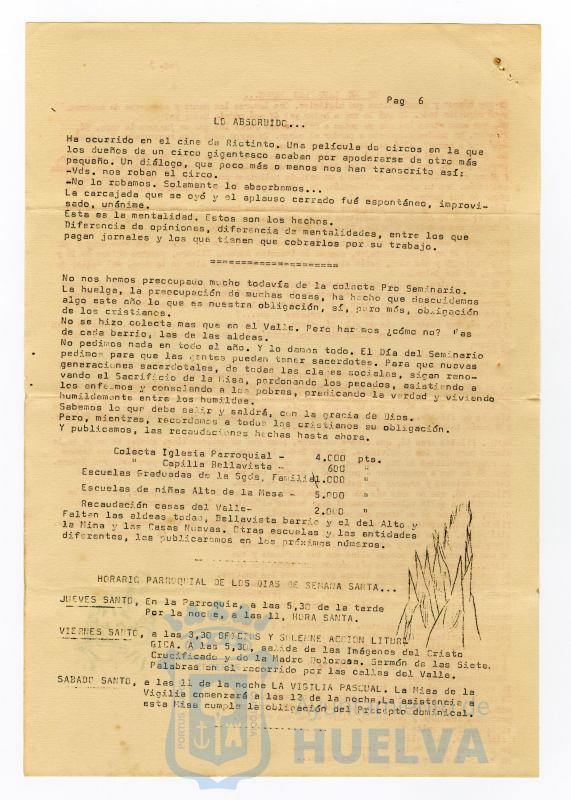 Pag 6
LO ABSORBIDO...
Ha ocurrido en el cine de Riotinto. Una película de circos en la que
los dueños de un circo gigantesco acaban por apoderarse de otro más
pequeño. Un diálogo, que poco más o menos nos han transcrito así:
-Vds. nos roban el circo.
-No lo robamos. Solamente lo absorbemos...
La carcajada que se oyó y el aplauso cerrado fué espontáneo, improvi-
sado, unánime.
Esta es la mentalidad. Estos son los hechos.
Diferencia de opiniones, diferencia de mentalidades, entre los que
pagan jornales y los que tienen que cobrarlos por su trabajo.
=====================
No nos hemos preocupado mucho todavía de la colecta Pro Seminario.
La huelga, la preocupación de muchas cosas, ha hecho que descuidemos
algo este año lo que es nuestra obligación, sí, pero más, obligación
de los cristianos.
No se hizo colecta mas que en el Valle. Pero haremos ¿cómo no? las
de cada barrio, las de las aldeas.
No pedimos nada en todo el año. Y lo damos todo. El Día del Seminario
pedimos para que las gentes puedan tener sacerdotes. Para que nuevas
generaciones sacerdotales, de todas las clases sociales, sigan reno-
vando el Sacrificio de la Misa, perdonando los pecados, asistiendo a
los enfermos y consolando a los pobres, predicando la verdad y viviendo
humildemente entre los humildes.
Sabemos lo que debe salir y saldrá, con la gracia de Dios.
Pero, mientras, recordamos a todos los cristianos su obligación.
Y publicamos, las recaudaciones hechas hasta ahora.
Colecta Iglesia Parroquial - 4.000 pts.
" Capilla Bellavista - 600 "
Escuelas Graduadas de la Sgda, Familia 1.000 "
Escuelas de niñas Alto de la Mesa - 5.000 "
Recaudación casas del Valle- 2.000 "
Faltan las aldeas todas, Bellavista barrio y el del Alto y
la Mina y las Casas Nuevas. Otras escuelas y las entidades
diferentes, las publicaremos en los próximos números.
HORARIO PARROQUIAL DE LOS DIAS DE SEMANA SANTA...
JUEVES SANTO, En la Parroquia, a las 5,30 de la tarde
Por la noche, a las 11, HORA SANTA.
VIERNES SANTO, a las 3,30 OFICIOS Y SOLEMNE ACCION LITUR
GICA. A las 5,30, salida de las Imágenes del Cristo
Crucificado y de la Madre Dolorosa. Sermón de las Siete
Palabras en el recorrido por las calles del Valle.
SABADO SANTO, a las 11 de la noche LA VIGILIA PASCUAL. La Misa de la
Vigilia comenzará a las 12 de la noche, La asistencia a
esta Misa cumple la obligación del Precepto dominical.
Ayuntamiento de
HUELVA
PORTUS